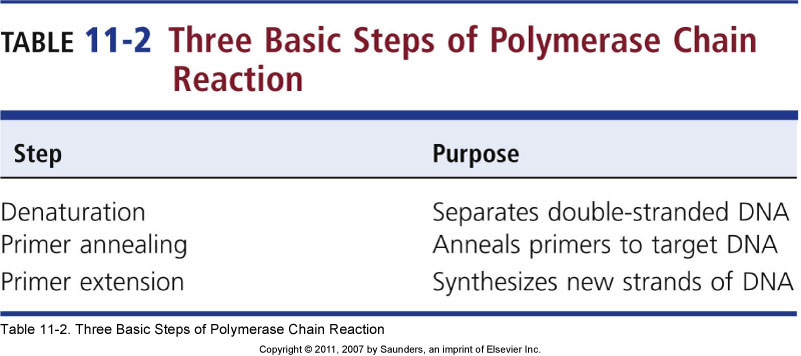 TABLE 11-2 Three Basic Steps of Polymerase Chain
Reaction
Step Purpose
Denaturation Separates double-stranded DNA
Primer annealing Anneals primers to target DNA
Primer extension Synthesizes new strands of DNA
Table 11-2. Three Basic Steps of Polymerase Chain Reaction
Copyright © 2011, 2007 by Saunders, an imprint of Elsevier Inc.